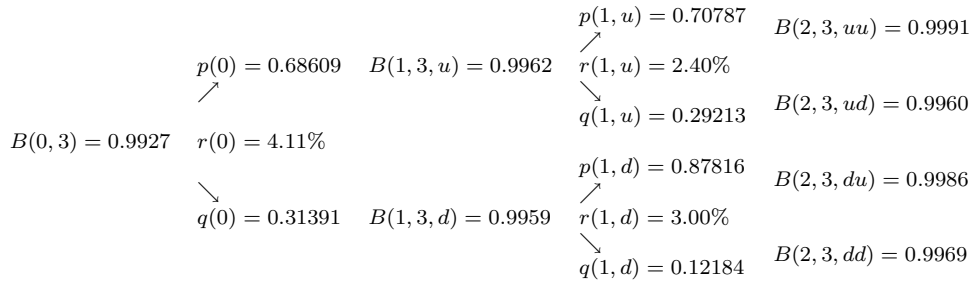 p(1, u) = 0.70787
B(2, 3, uu) = 0.9991
↗
p(0) = 0.68609 B(1, 3, u) = 0.9962 r(1, u) = 2.40%
↗ ↘
B(2, 3, ud) = 0.9960
q(1, u) = 0.29213
B(0, 3) = 0.9927 r(0) = 4.11%
p(1, d) = 0.87816
B(2, 3, du) = 0.9986
↘ ↗
q(0) = 0.31391 B(1, 3, d) = 0.9959 r(1, d) = 3.00%
↘
B(2, 3, dd) = 0.9969
q(1, d) = 0.12184